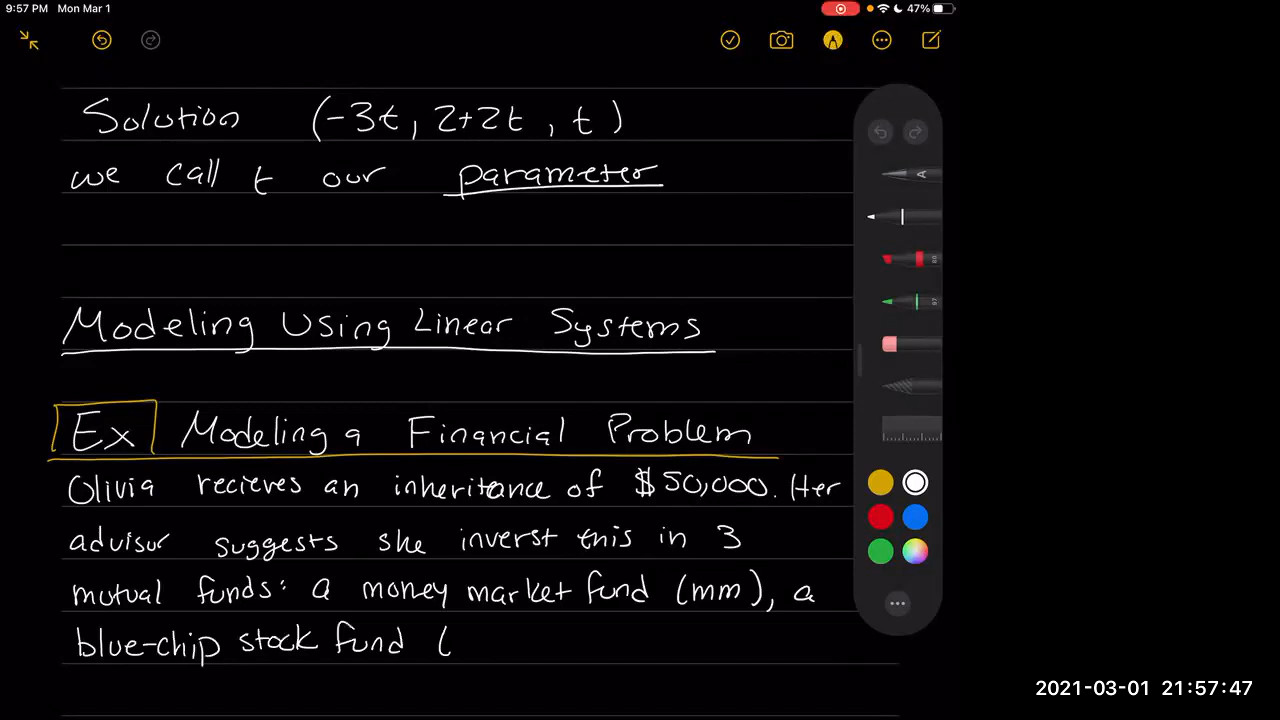 9:57 PM Mon Mar 1
47%
Solution (-3t, 2+2t, t)
we call t our parameter
Modeling Using Linear Systems
Ex Modeling a Financial Problem
Olivia recieves an inheritance of $50,000. Her
advisor suggests she inverst this in 3
mutual funds: a money market fund (mm), a
blue-chip stock fund (
A
80
97
2021-03-01 21:57:47